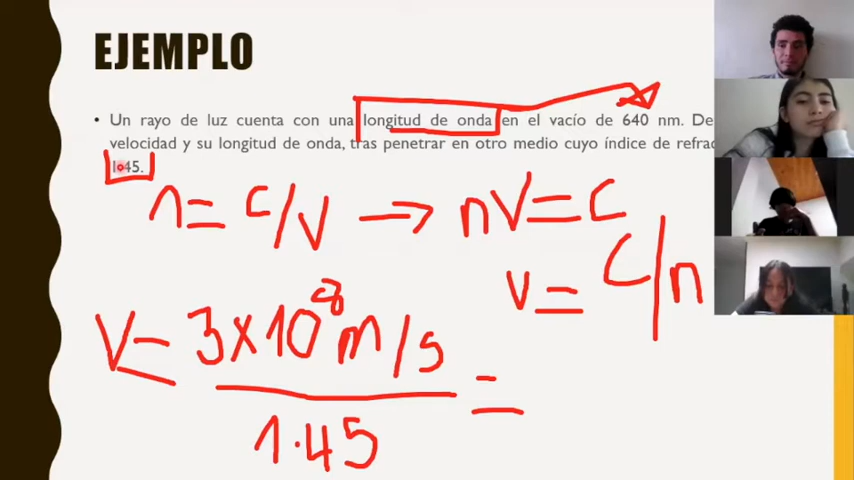 EJEMPLO
• Un rayo de luz cuenta con una longitud de onda en el vacío de 640 nm. De
velocidad y su longitud de onda, tras penetrar en otro medio cuyo índice de refrac
1.45.
n = c/v → nv = c
v = c/n
v = 3x10⁸ m/s
1.45 =